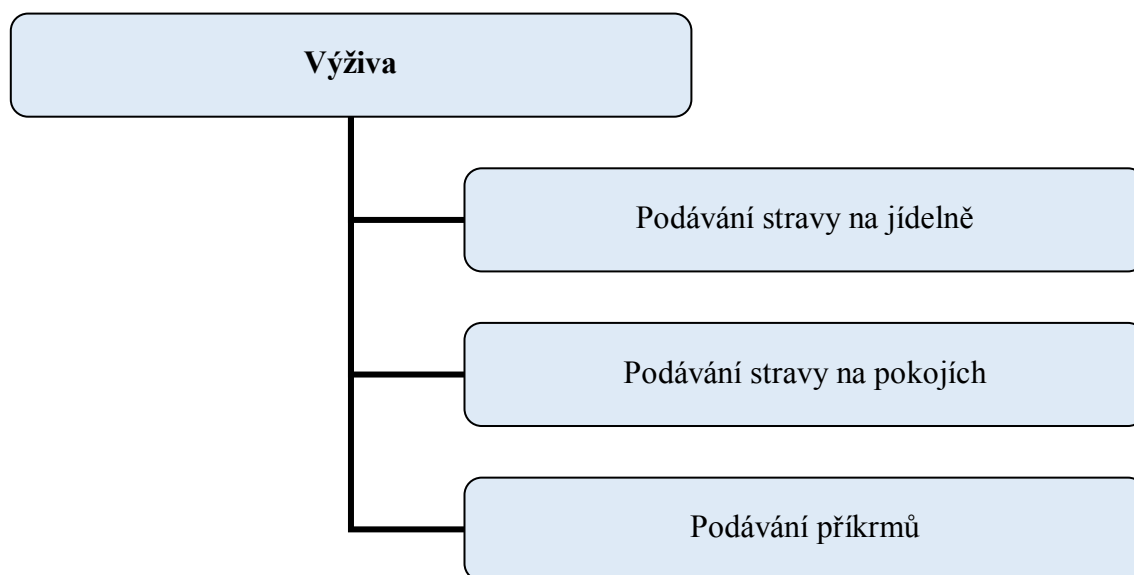 Výživa
Podávání stravy na jídelně
Podávání stravy na pokojích
Podávání příkrmů